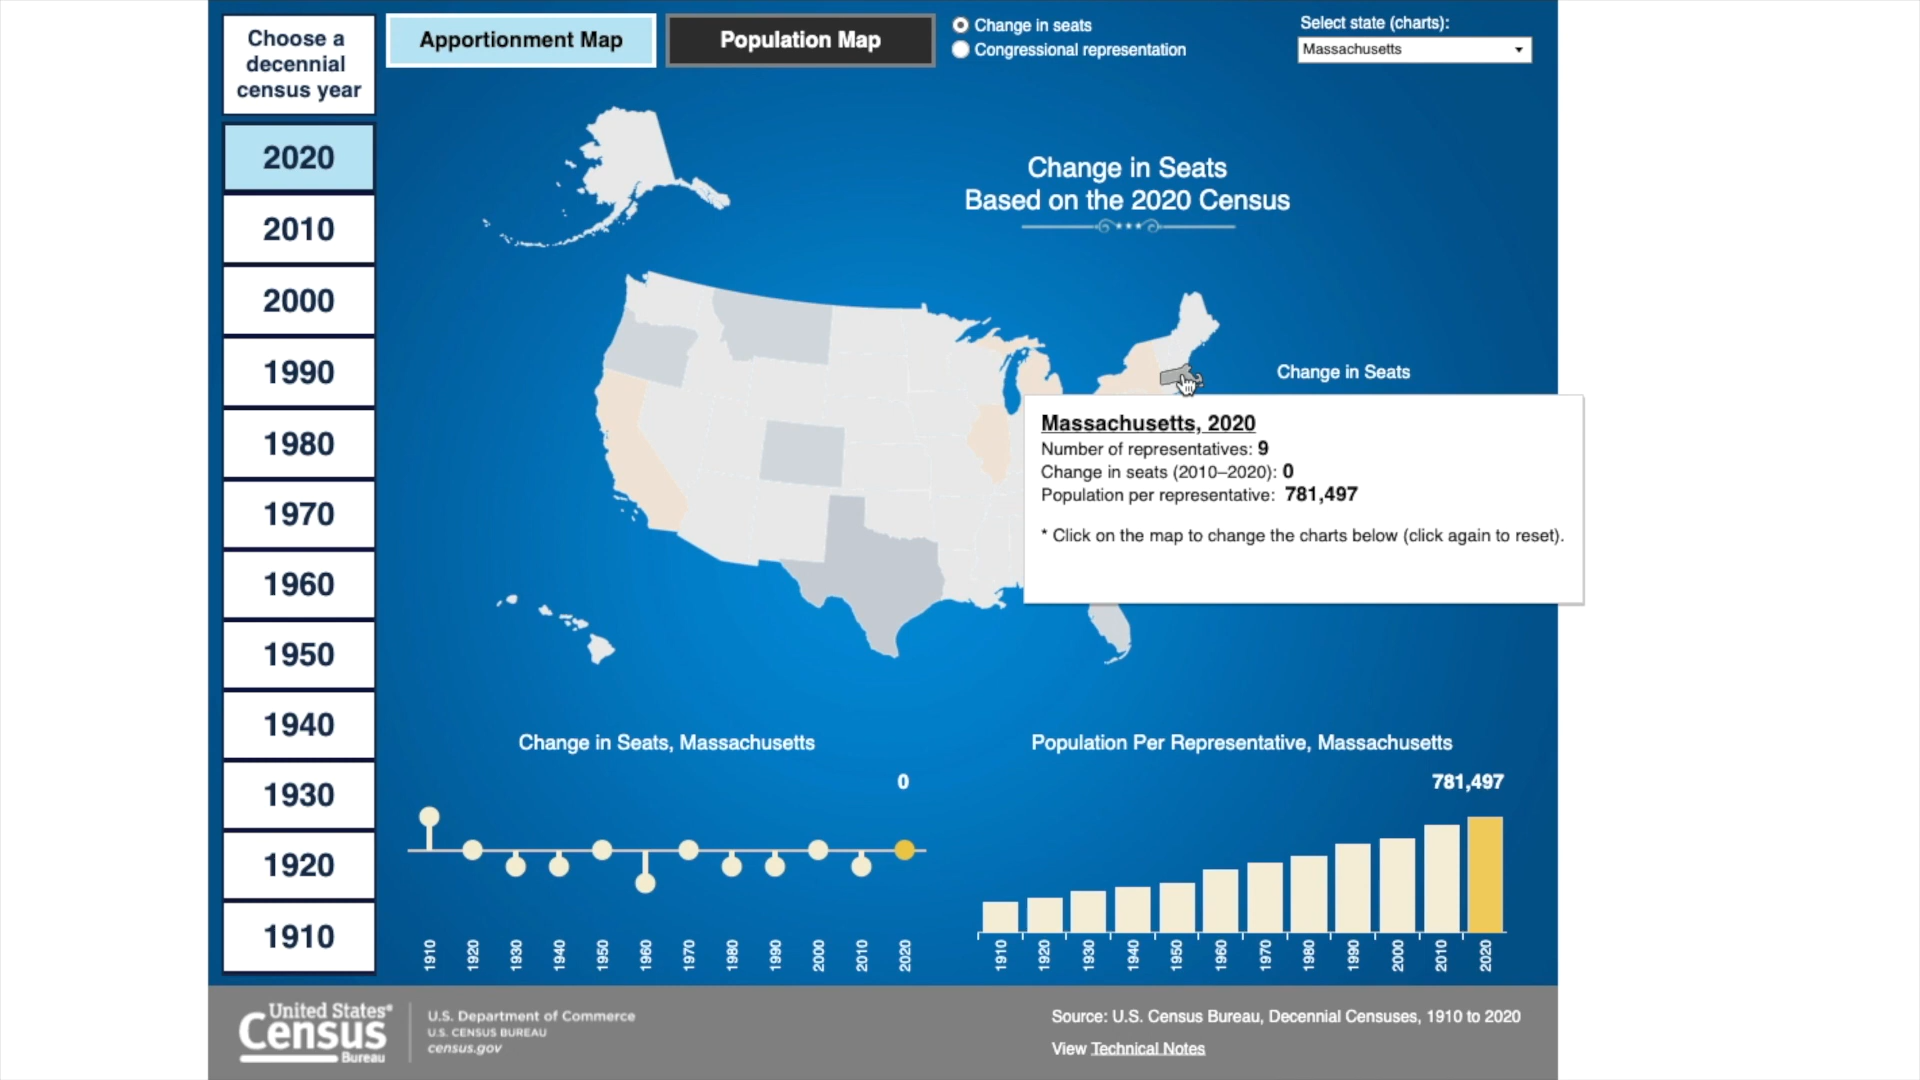 Choose a
decennial
census year
2020
2010
2000
1990
1980
1970
1960
1950
1940
1930
1920
1910
Apportionment Map
Population Map
Change in seats
Congressional representation
Select state (charts):
Massachusetts
Change in Seats
Based on the 2020 Census
Change in Seats
Massachusetts, 2020
Number of representatives: 9
Change in seats (2010–2020): 0
Population per representative: 781,497
* Click on the map to change the charts below (click again to reset).
Change in Seats, Massachusetts
0
1910 1920 1930 1940 1950 1960 1970 1980 1990 2000 2010 2020
Population Per Representative, Massachusetts
781,497
1910 1920 1930 1940 1950 1960 1970 1980 1990 2000 2010 2020
United States®
Census
Bureau
U.S. Department of Commerce
U.S. CENSUS BUREAU
census.gov
Source: U.S. Census Bureau, Decennial Censuses, 1910 to 2020
View Technical Notes